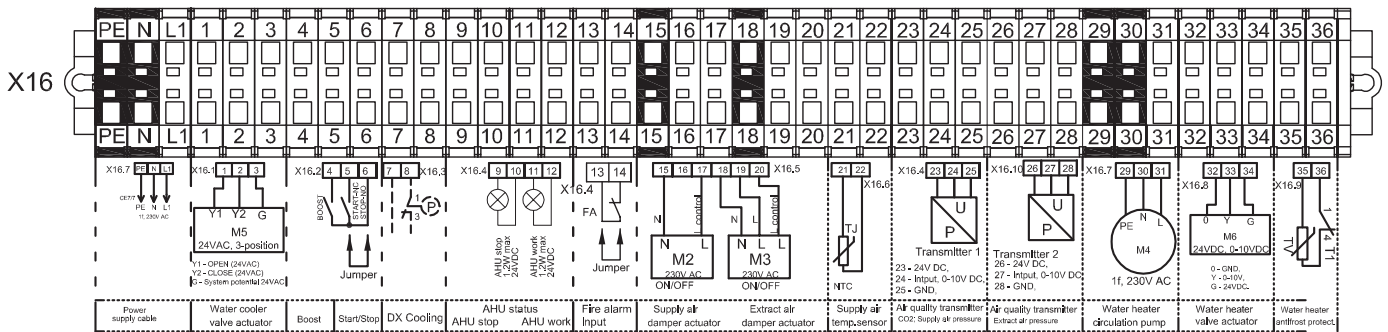 PE N L1 1 2 3 4 5 6 7 8 9 10 11 12 13 14 15 16 17 18 19 20 21 22 23 24 25 26 27 28 29 30 31 32 33 34 35 36
X16
PE N L1 1 2 3 4 5 6 7 8 9 10 11 12 13 14 15 16 17 18 19 20 21 22 23 24 25 26 27 28 29 30 31 32 33 34 35 36
X16.7 PE N L1
CE7/7
PE N L1
1f, 230V AC
Power
supply cable
X16.1 1 2 3
Y1 Y2 G
M5
24VAC, 3-position
Y1 - OPEN (24VAC)
Y2 - CLOSE (24VAC)
G - System potential 24VAC)
Water cooler
valve actuator
X16.2 4 5 6
BOOST
START-NC
STOP-NO
Jumper
Boost
Start/Stop
7 8 X16.3
1
3
P
DX Cooling
X16.4 9 10 11 12
AHU stop
1,2W max
24VDC
AHU work
1,2W max
24VDC
AHU status
AHU stop AHU work
X16.4 13 14
FA
Jumper
Fire alarm
Input
15 16 17 18 19 20 X16.5
N L control
M2
230V AC
ON/OFF
N L L control
N L L
M3
230V AC
ON/OFF
Supply air
damper actuator
Extract air
damper actuator
21 22
X16.6
TJ
NTC
Supply air
temp.sensor
X16.4 23 24 25
U
P
Transmitter 1
23 - 24V DC,
24 - Intput, 0-10V DC
25 - GND,
Air quality transmitter
CO2; Supply air pressure
X16.10 26 27 28
U
P
Transmitter 2
26 - 24V DC,
27 - Intput, 0-10V DC
28 - GND,
Air quality transmitter
Extract air pressure
X16.7 29 30 31
PE N L
M4
1f, 230V AC
Water heater
circulation pump
32 33 34
X16.8
0 Y G
M6
24VDC, 0-10VDC
0 - GND,
Y - 0-10V,
G - 24VDC.
Water heater
valve actuator
35 36
X16.9
TV
1
4
T1
Water heater
antifrost protect.